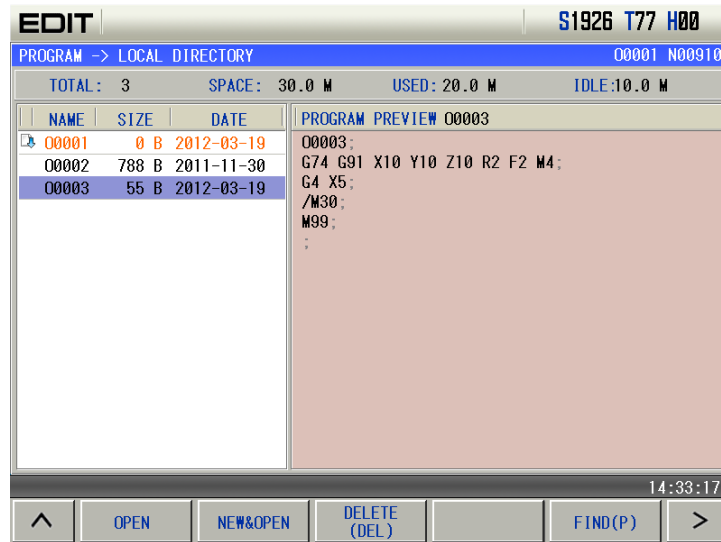 EDIT S1926 T77 H00
PROGRAM -> LOCAL DIRECTORY O0001 N00910
TOTAL: 3 SPACE: 30.0 M USED: 20.0 M IDLE:10.0 M
NAME SIZE DATE PROGRAM PREVIEW O0003
O0001 0 B 2012-03-19
O0002 788 B 2011-11-30
O0003 55 B 2012-03-19
O0003;
G74 G91 X10 Y10 Z10 R2 F2 M4;
G4 X5;
/M30;
M99;
;
14:33:17
^ OPEN NEW&OPEN DELETE (DEL) FIND(P) >